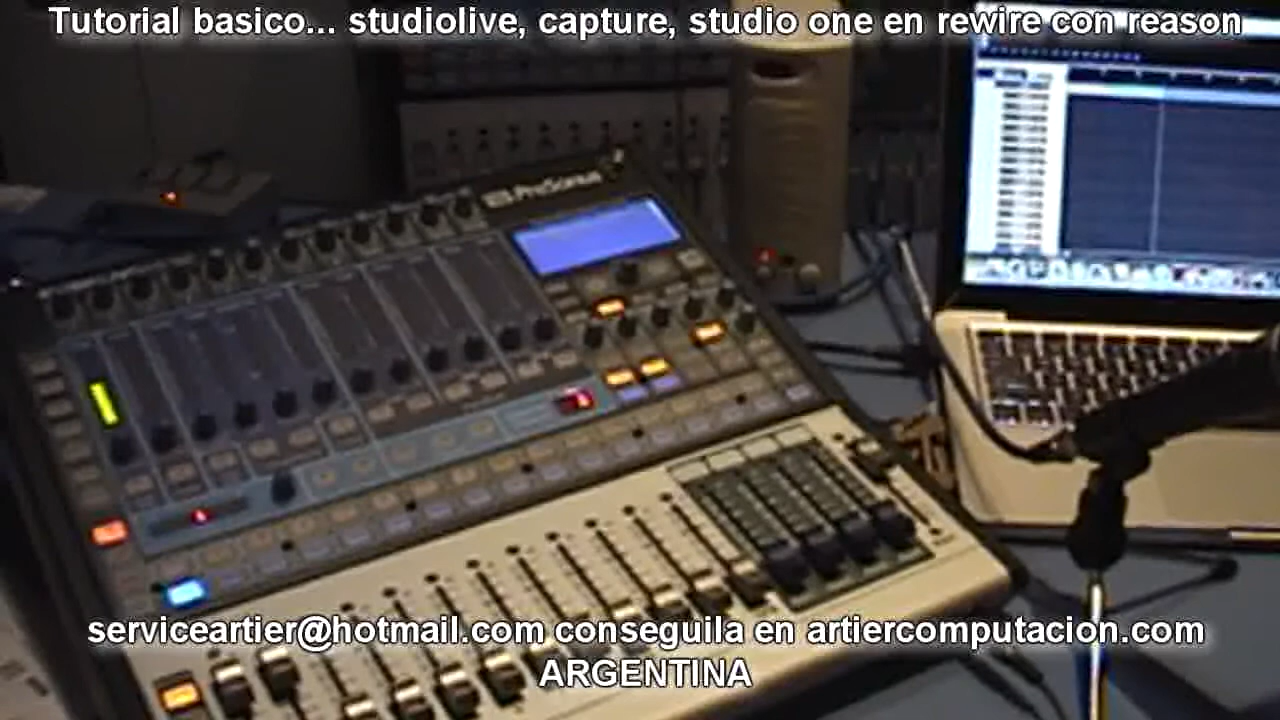 Tutorial basico... studiolive, capture, studio one en rewire con reason
PreSonus
serviceartier@hotmail.com conseguila en artiercomputacion.com
ARGENTINA